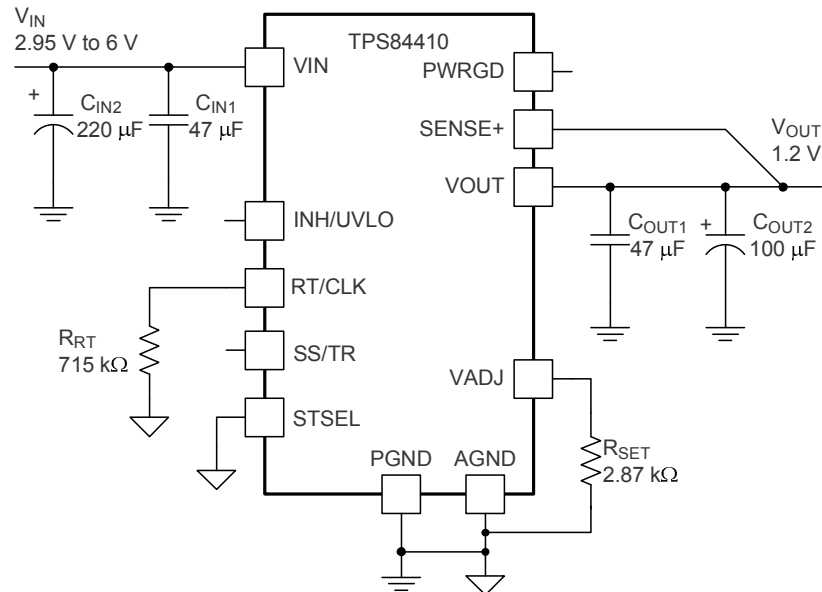 VIN
2.95 V to 6 V
TPS84410
VIN
PWRGD
+
CIN2
220 μF
CIN1
47 μF
SENSE+
VOUT
1.2 V
VOUT
INH/UVLO
COUT1
47 μF
+
COUT2
100 μF
RT/CLK
RRT
715 kΩ
SS/TR
VADJ
STSEL
PGND
AGND
RSET
2.87 kΩ